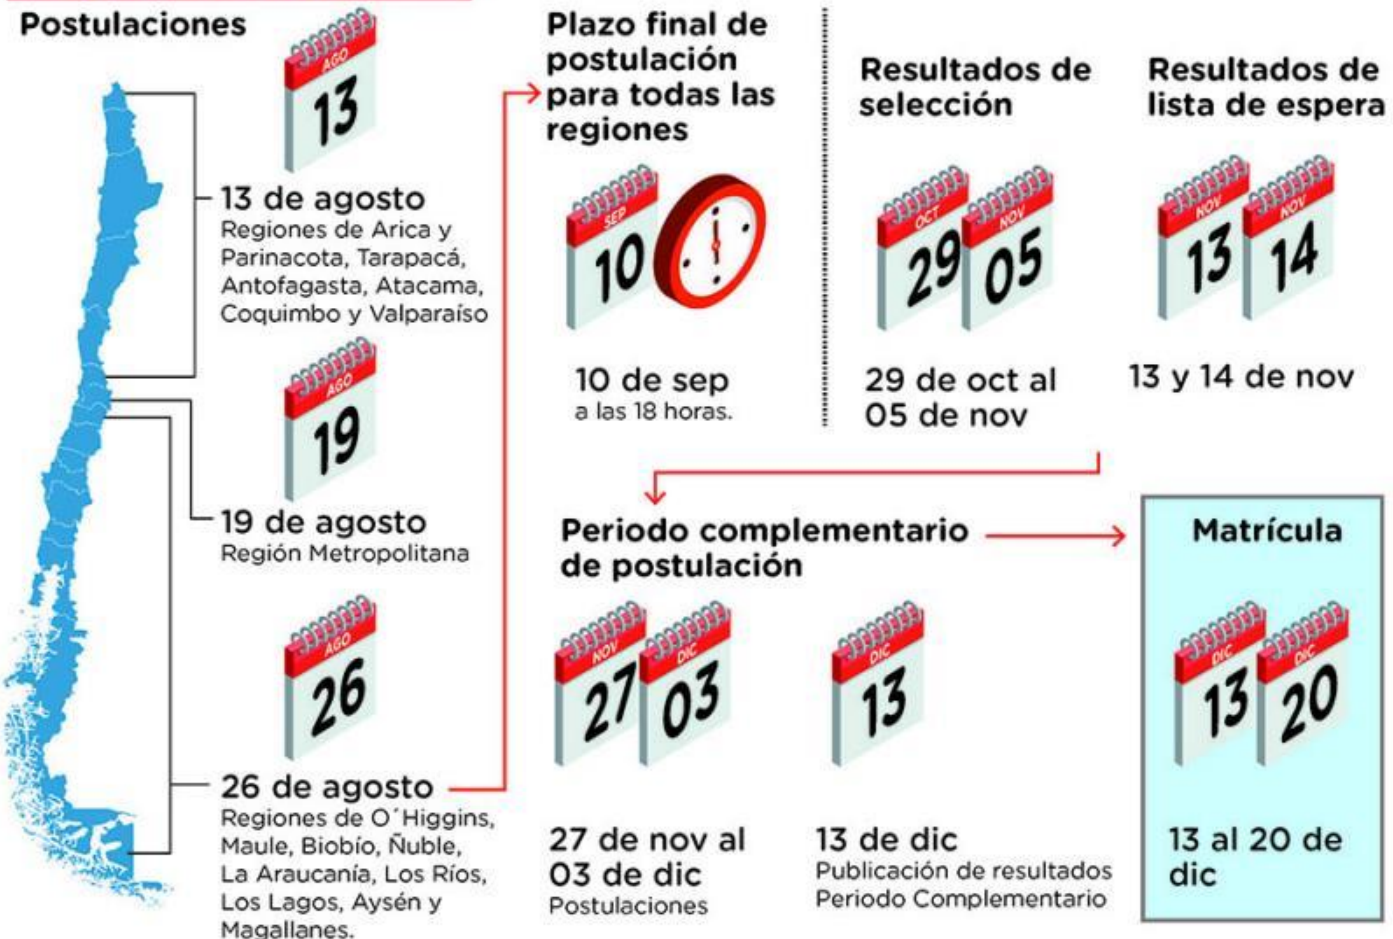 Postulaciones
AGO
13
13 de agosto
Regiones de Arica y
Parinacota, Tarapacá,
Antofagasta, Atacama,
Coquimbo y Valparaíso
AGO
19
19 de agosto
Región Metropolitana
AGO
26
26 de agosto
Regiones de O´Higgins,
Maule, Biobío, Ñuble,
La Araucanía, Los Ríos,
Los Lagos, Aysén y
Magallanes.
Plazo final de
postulación
para todas las
regiones
SEP
10
10 de sep
a las 18 horas.
Resultados de
selección
OCT
29
NOV
05
29 de oct al
05 de nov
Resultados de
lista de espera
NOV
13
NOV
14
13 y 14 de nov
Periodo complementario
de postulación
NOV
27
DIC
03
27 de nov al
03 de dic
Postulaciones
DIC
13
13 de dic
Publicación de resultados
Periodo Complementario
Matrícula
DIC
13
DIC
20
13 al 20 de
dic